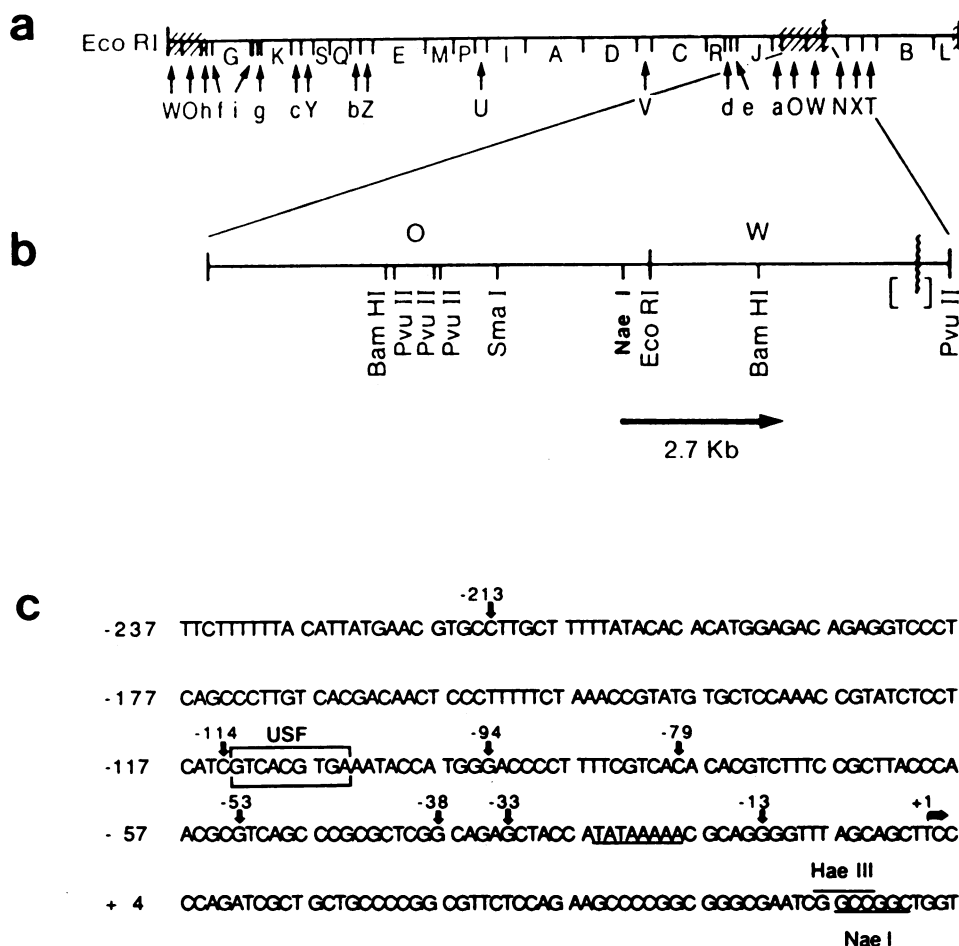 a
Eco RI G K S Q E M P I A D C R J B L
W O h f i g c Y b Z U V d e a O W N X T
b
O W
[ ]
Bam HI Pvu II Pvu II Pvu II Sma I Nae I Eco RI Bam HI Pvu II
2.7 Kb
c
-213
-237 TTCTTTTTTA CATTATGAAC GTGCCTTGCT TTTTATACAC ACATGGAGAC AGAGGTCCCT
-177 CAGCCCTTGT CACGACAACT CCCTTTTTCT AAACCGTATG TGCTCCAAAC CGTATCTCCT
-114 USF -94 -79
-117 CATCGTCACG TGAAATACCA TGGGACCCCT TTTCGTCACA CACGTCTTTC CGCTTACCCA
-53 -38 -33 -13 +1
- 57 ACGCGTCAGC CCGCGCTCGG CAGAGCTACC ATATAAAAAC GCAGGGGTTT AGCAGCTTCC
Hae III
+ 4 CCAGATCGCT GCTGCCCCGG CGTTCTCCAG AAGCCCCGGC GGGCGAATCG GCCGGCTGGT
Nae I